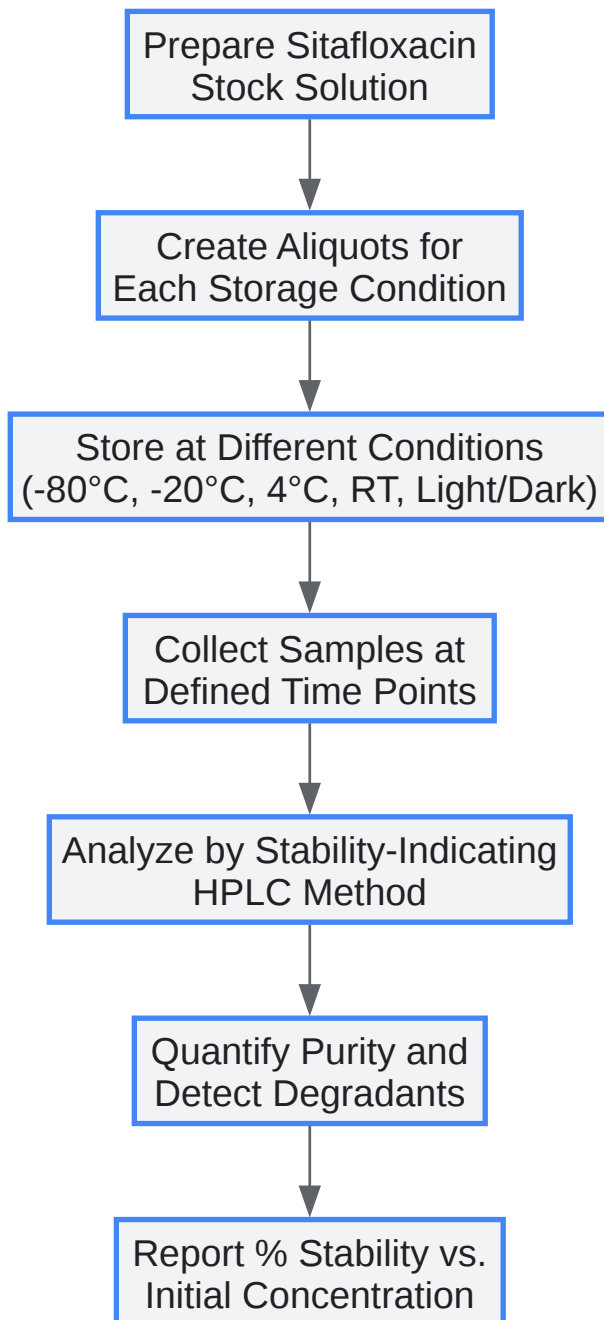 Prepare Sitafloxacin
Stock Solution
Create Aliquots for
Each Storage Condition
Store at Different Conditions
(-80°C, -20°C, 4°C, RT, Light/Dark)
Collect Samples at
Defined Time Points
Analyze by Stability-Indicating
HPLC Method
Quantify Purity and
Detect Degradants
Report % Stability vs.
Initial Concentration